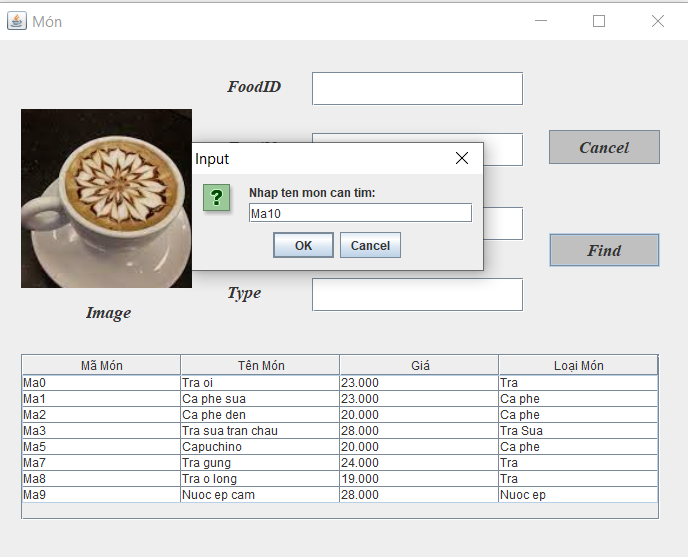 Món
FoodID
Cancel
Input
Nhap ten mon can tim:
Ma10
OK Cancel
Find
Type
Image
Mã Món Tên Món Giá Loại Món
Ma0 Tra oi 23.000 Tra
Ma1 Ca phe sua 23.000 Ca phe
Ma2 Ca phe den 20.000 Ca phe
Ma3 Tra sua tran chau 28.000 Tra Sua
Ma5 Capuchino 20.000 Ca phe
Ma7 Tra gung 24.000 Tra
Ma8 Tra o long 19.000 Tra
Ma9 Nuoc ep cam 28.000 Nuoc ep